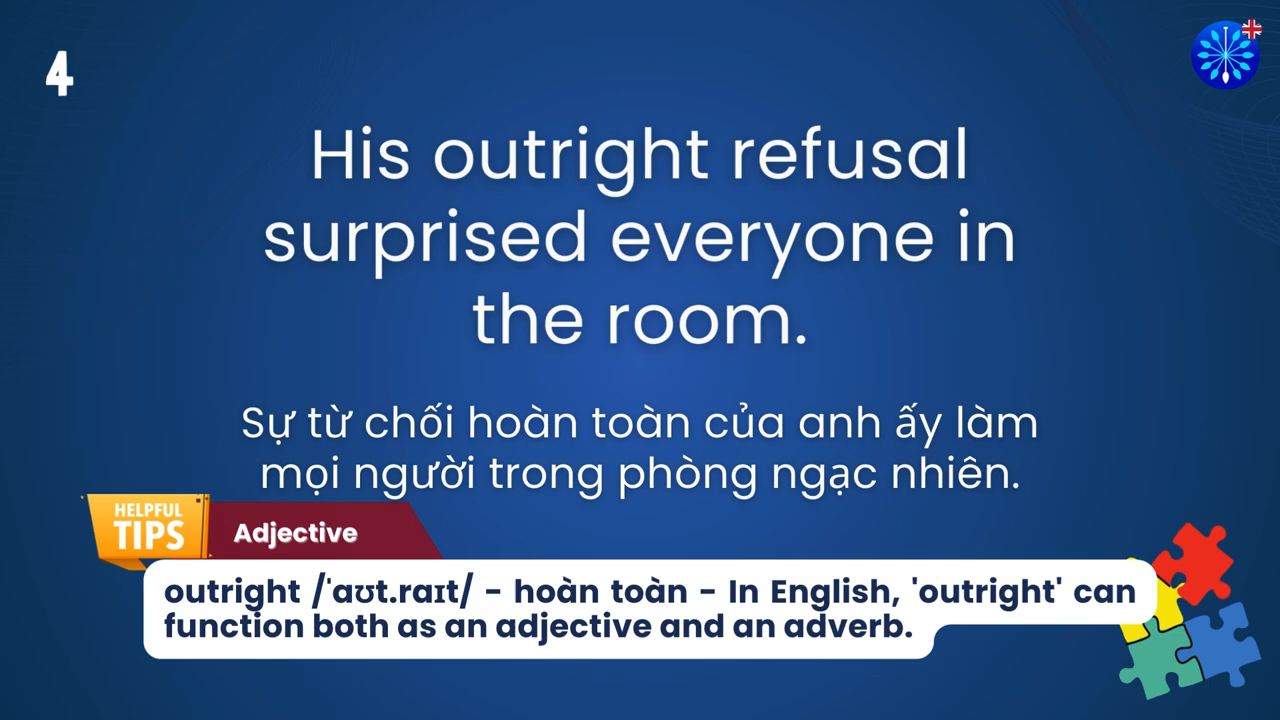 4
His outright refusal
surprised everyone in
the room.
Sự từ chối hoàn toàn của anh ấy làm
mọi người trong phòng ngạc nhiên.
HELPFUL
TIPS
Adjective
outright /ˈaʊt.raɪt/ - hoàn toàn - In English, 'outright' can
function both as an adjective and an adverb.